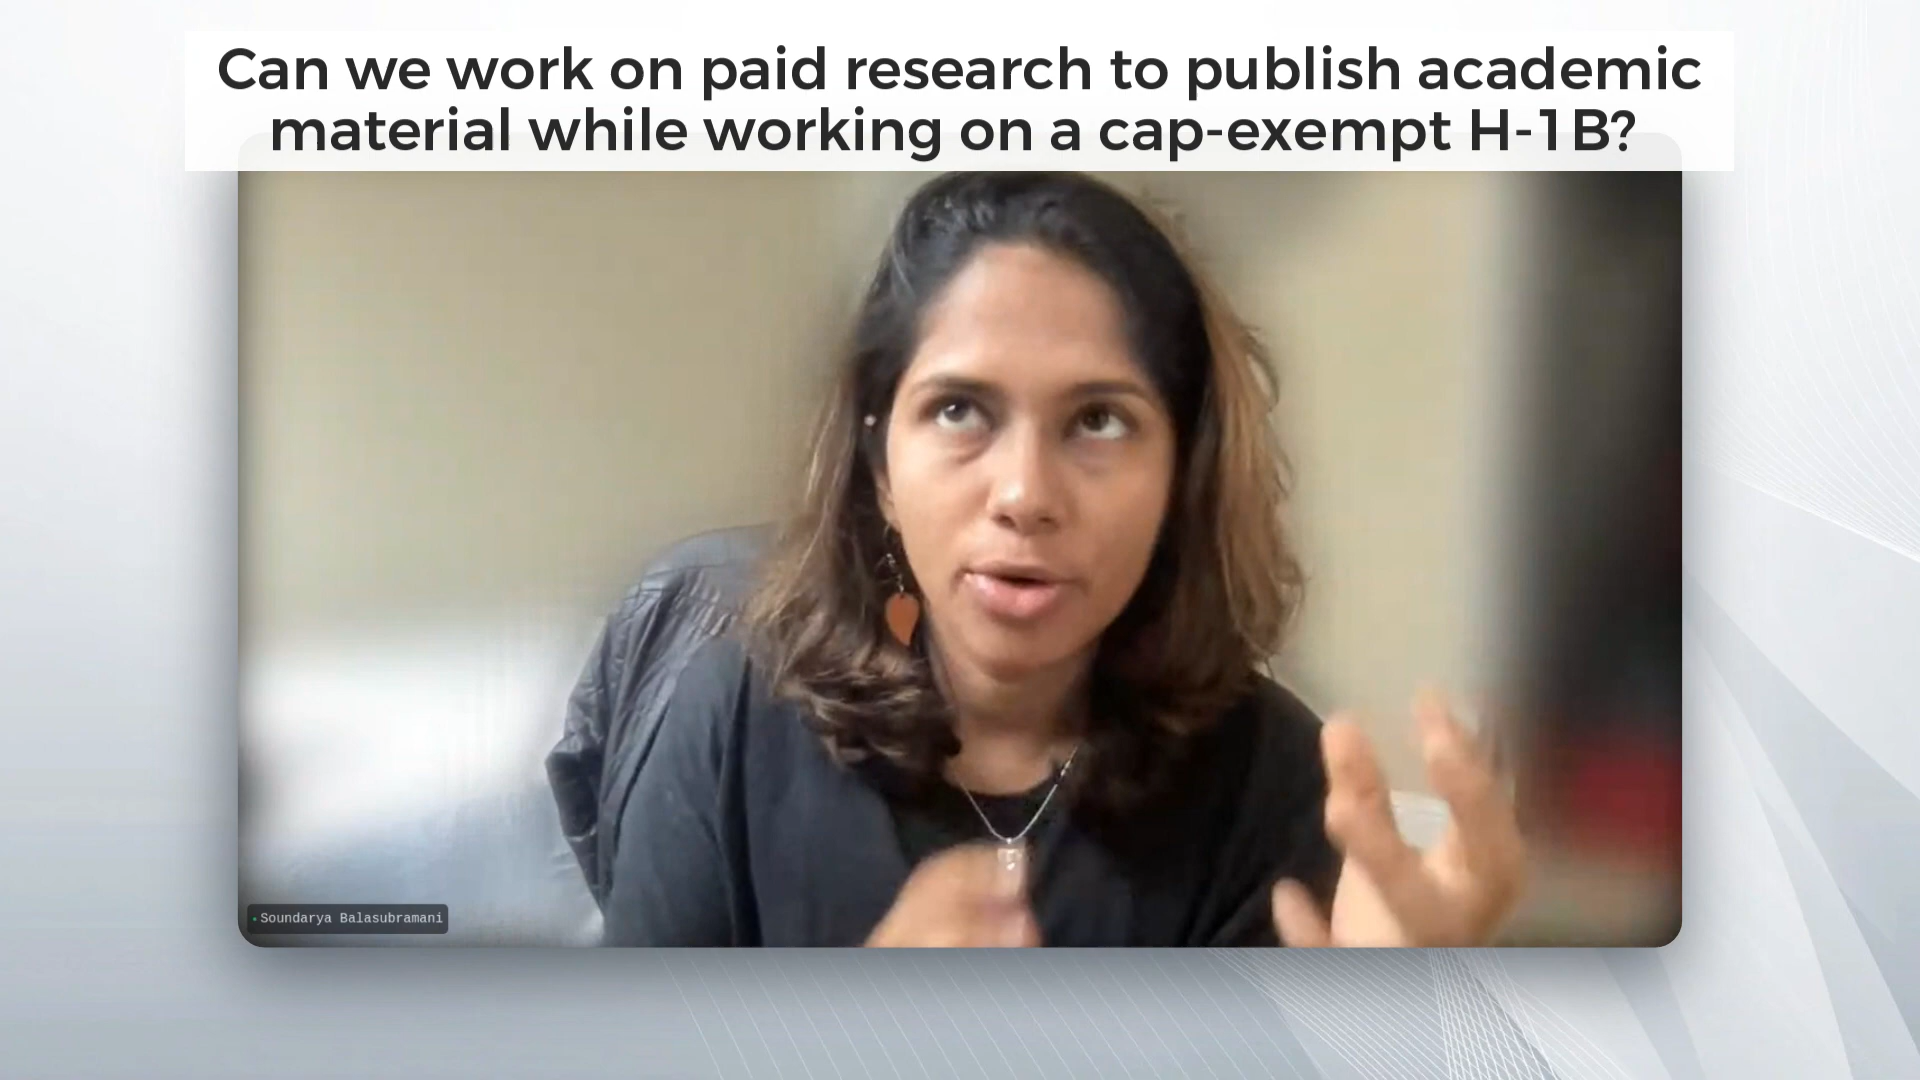 Can we work on paid research to publish academic
material while working on a cap-exempt H-1B?
Soundarya Balasubramani